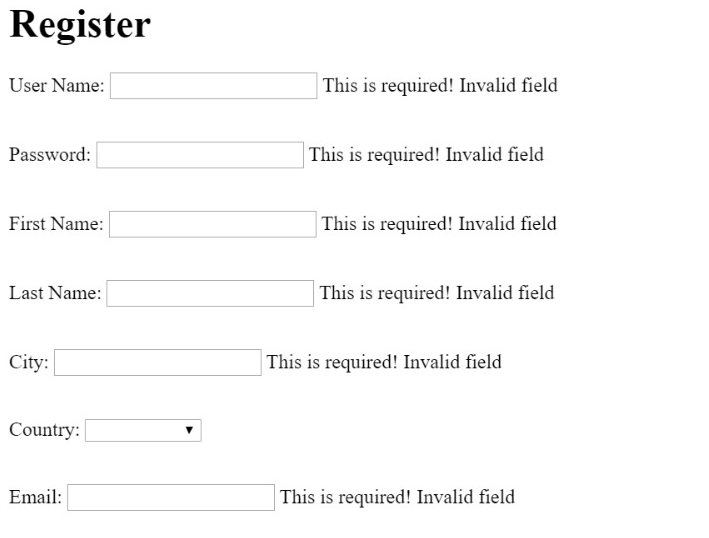 Register
User Name: This is required! Invalid field
Password: This is required! Invalid field
First Name: This is required! Invalid field
Last Name: This is required! Invalid field
City: This is required! Invalid field
Country:
Email: This is required! Invalid field